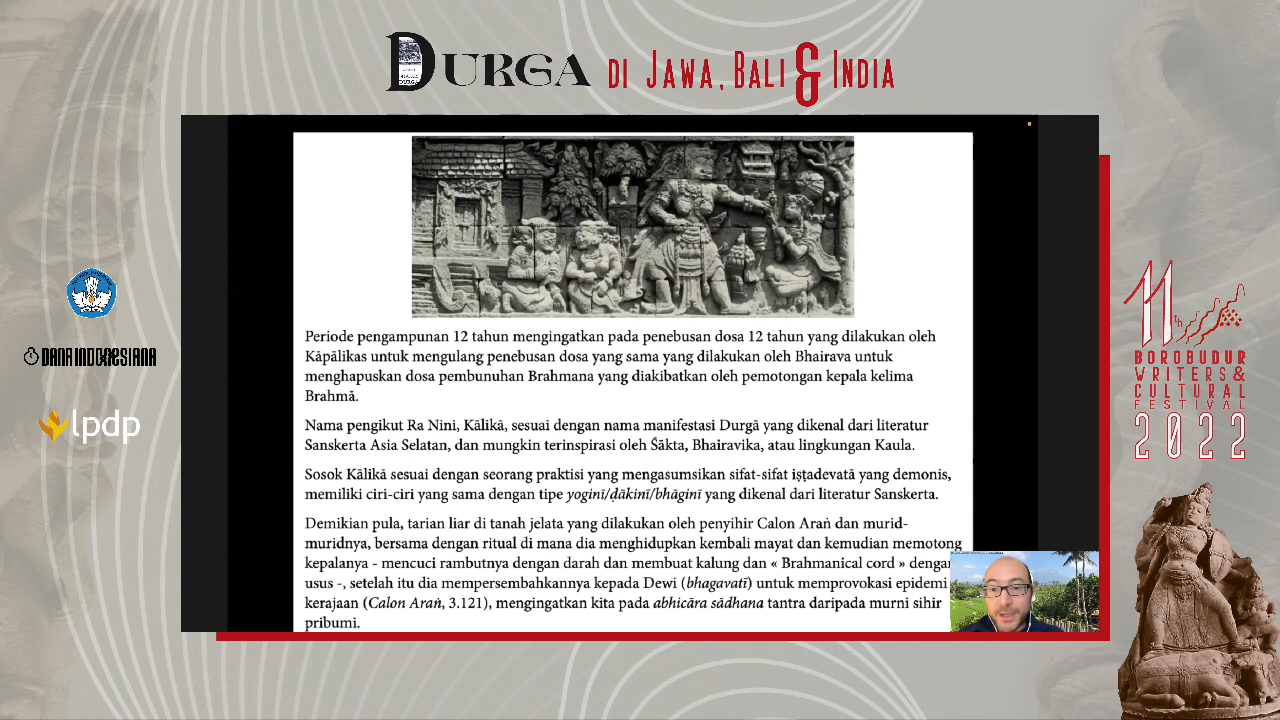 DURGA DI JAWA, BALI & INDIA
Periode pengampunan 12 tahun mengingatkan pada penebusan dosa 12 tahun yang dilakukan oleh
Kāpālikas untuk mengulang penebusan dosa yang sama yang dilakukan oleh Bhairava untuk
menghapuskan dosa pembunuhan Brahmana yang diakibatkan oleh pemotongan kepala kelima
Brahmā.
Nama pengikut Ra Nini, Kālikā, sesuai dengan nama manifestasi Durgā yang dikenal dari literatur
Sanskerta Asia Selatan, dan mungkin terinspirasi oleh Śākta, Bhairavika, atau lingkungan Kaula.
Sosok Kālikā sesuai dengan seorang praktisi yang mengasumsikan sifat-sifat iṣṭadevatā yang demonis,
memiliki ciri-ciri yang sama dengan tipe yoginī/ḍākinī/bhāginī yang dikenal dari literatur Sanskerta.
Demikian pula, tarian liar di tanah jelata yang dilakukan oleh penyihir Calon Araṅ dan murid-
muridnya, bersama dengan ritual di mana dia menghidupkan kembali mayat dan kemudian memotong
kepalanya - mencuci rambutnya dengan darah dan membuat kalung dan « Brahmanical cord » dengan
usus -, setelah itu dia mempersembahkannya kepada Dewi (bhagavatī) untuk memprovokasi epidemi
kerajaan (Calon Araṅ, 3.121), mengingatkan kita pada abhicāra sādhana tantra daripada murni sihir
pribumi.
DANA INDONESIANA
lpdp
11th
BOROBUDUR
WRITERS &
CULTURAL
FESTIVAL
2022